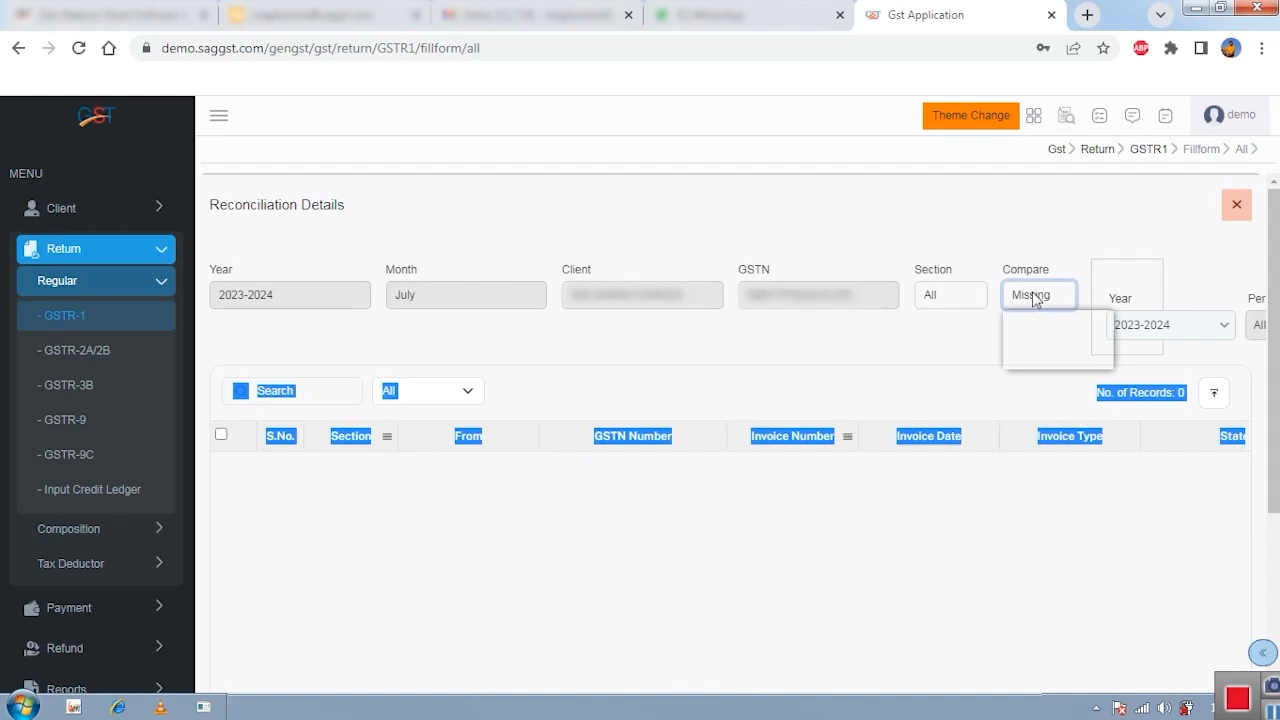 Gst Application
demo.saggst.com/gengst/gst/return/GSTR1/fillform/all
GST
Theme Change
demo
Gst > Return > GSTR1 > Fillform > All >
MENU
Client
Return
Regular
- GSTR-1
- GSTR-2A/2B
- GSTR-3B
- GSTR-9
- GSTR-9C
- Input Credit Ledger
Composition
Tax Deductor
Payment
Refund
Reports
Reconciliation Details
Year
Month
Client
GSTN
Section
Compare
Year
Per
2023-2024
July
All
Missing
2023-2024
All
Search
All
No. of Records: 0
S.No.
Section
From
GSTN Number
Invoice Number
Invoice Date
Invoice Type
State